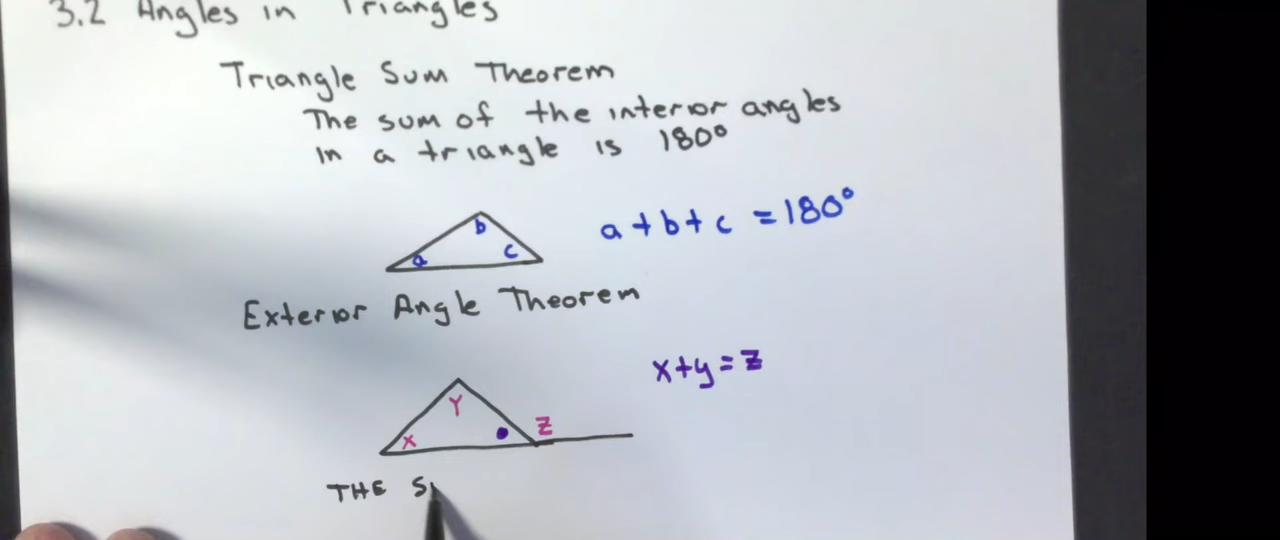 3.2 Angles in Triangles
Triangle Sum Theorem
The sum of the interior angles
in a triangle is 180°
b
a c
a + b + c = 180°
Exterior Angle Theorem
x+y=z
Y
X Z
THE S